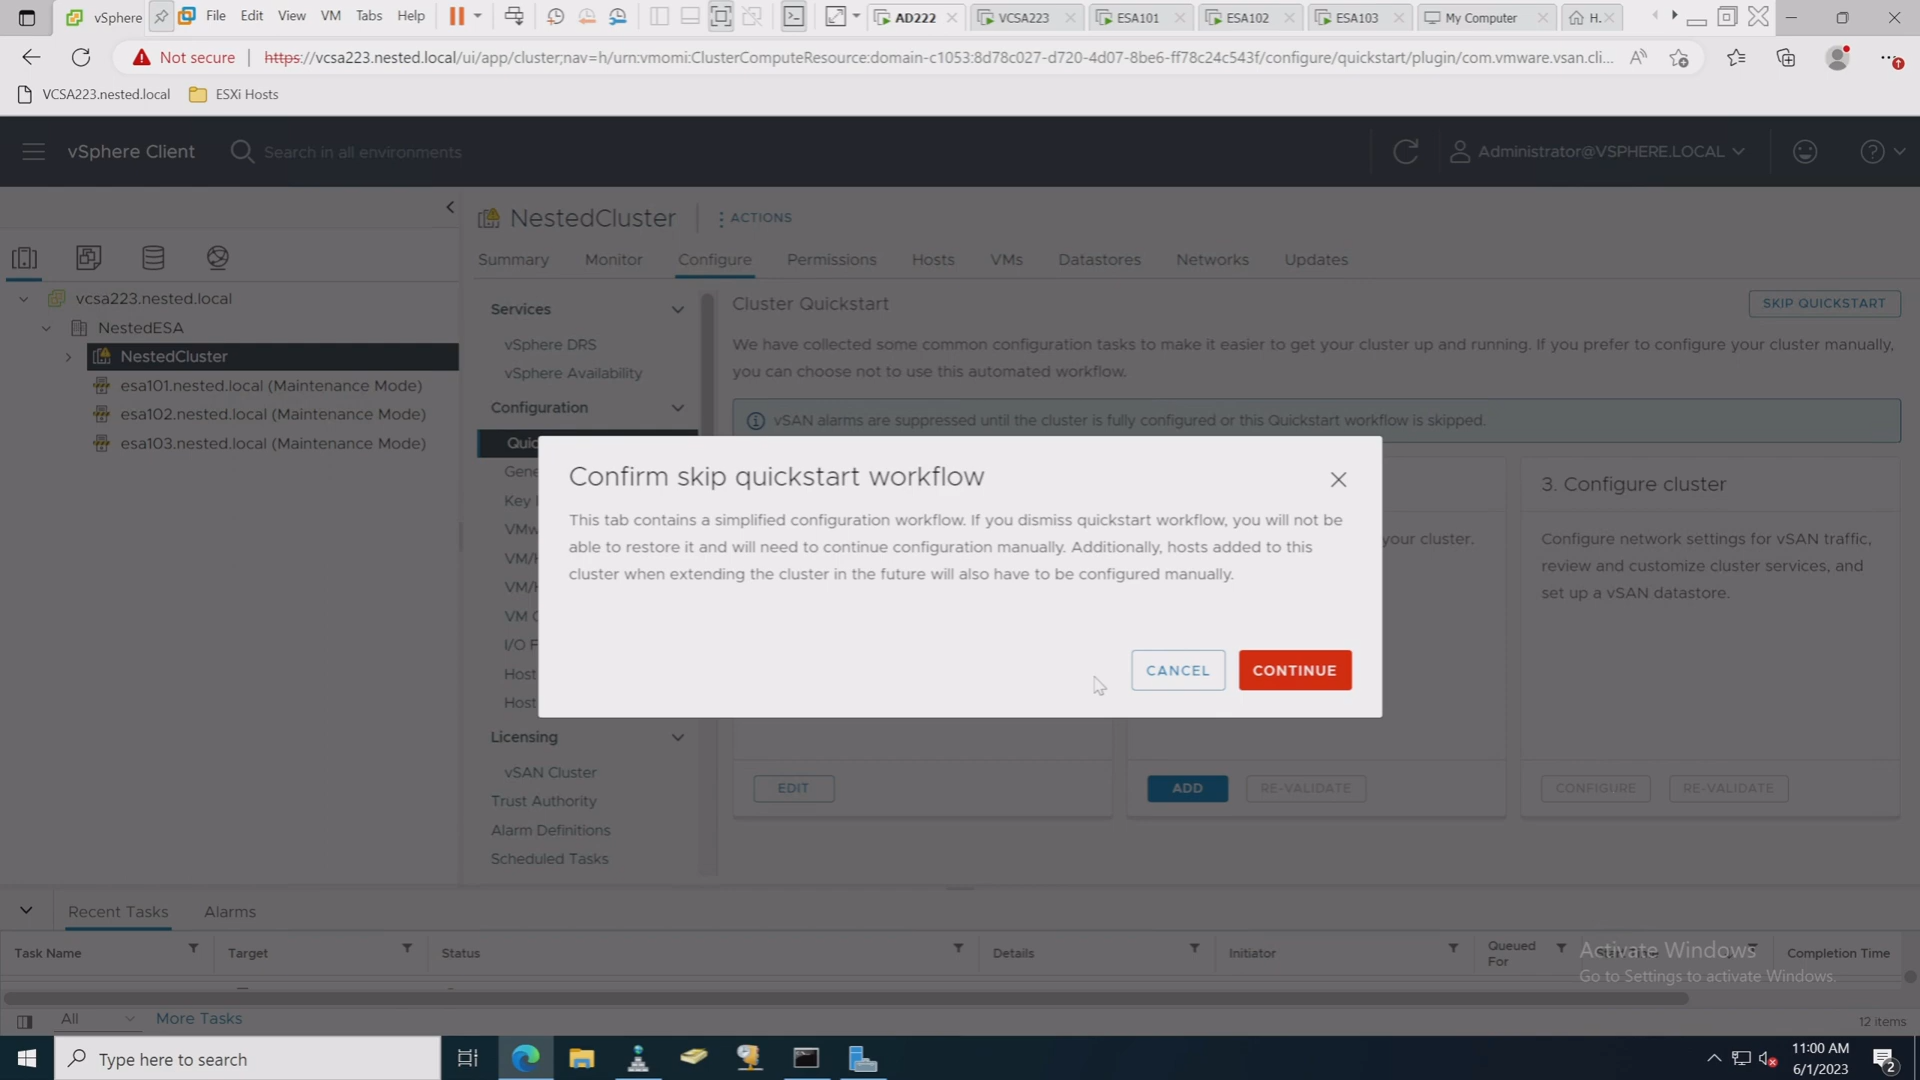 vSphere File Edit View VM Tabs Help AD222 VCSA223 ESA101 ESA102 ESA103 My Computer H.
Not secure https://vcsa223.nested.local/ui/app/cluster;nav=h/urn:vmomi:ClusterComputeResource:domain-c1053:8d78c027-d720-4d07-8be6-ff78c24c543f/configure/quickstart/plugin/com.vmware.vsan.cli...
VCSA223.nested.local ESXi Hosts
vSphere Client Search in all environments Administrator@VSPHERE.LOCAL
NestedCluster ACTIONS
Summary Monitor Configure Permissions Hosts VMs Datastores Networks Updates
vcsa223.nested.local
NestedESA
NestedCluster
esa101.nested.local (Maintenance Mode)
esa102.nested.local (Maintenance Mode)
esa103.nested.local (Maintenance Mode)
Services
vSphere DRS
vSphere Availability
Configuration
Quic
Gene
Key
VMw
VM/H
VM/H
VM O
I/O F
Host
Host
Licensing
vSAN Cluster
Trust Authority
Alarm Definitions
Scheduled Tasks
Cluster Quickstart SKIP QUICKSTART
We have collected some common configuration tasks to make it easier to get your cluster up and running. If you prefer to configure your cluster manually,
you can choose not to use this automated workflow.
vSAN alarms are suppressed until the cluster is fully configured or this Quickstart workflow is skipped.
Confirm skip quickstart workflow
This tab contains a simplified configuration workflow. If you dismiss quickstart workflow, you will not be
able to restore it and will need to continue configuration manually. Additionally, hosts added to this
cluster when extending the cluster in the future will also have to be configured manually.
CANCEL CONTINUE
your cluster.
3. Configure cluster
Configure network settings for vSAN traffic,
review and customize cluster services, and
set up a vSAN datastore.
EDIT ADD RE-VALIDATE CONFIGURE RE-VALIDATE
Recent Tasks Alarms
Task Name Target Status Details Initiator Queued For Completion Time
Activate Windows
Go to Settings to activate Windows.
All More Tasks 12 items
Type here to search 11:00 AM
6/1/2023 2